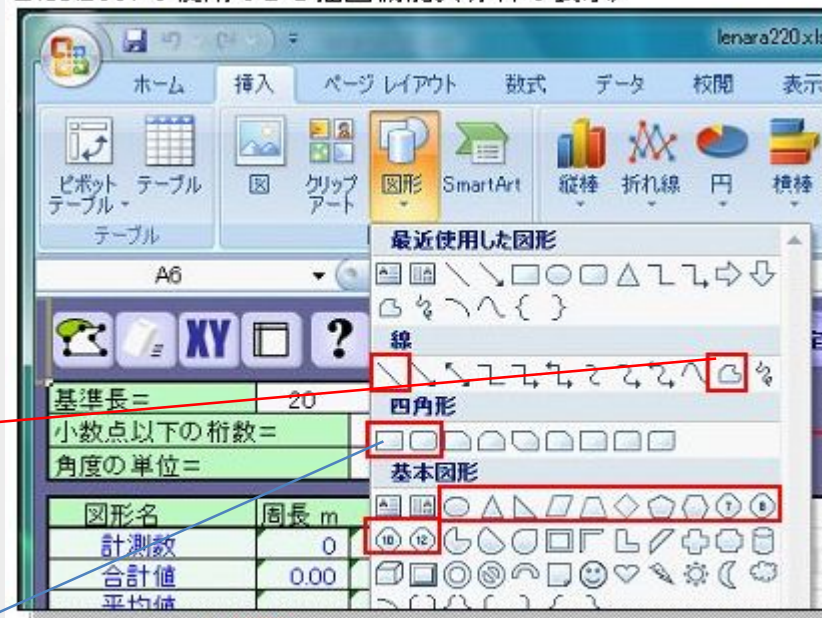 lenara220.xls
ホーム 挿入 ページ レイアウト 数式 データ 校閲 表示
ピボット テーブル
テーブル
図
クリップ アート
図形
SmartArt
縦棒
折れ線
円
横棒
テーブル
A6
最近使用した図形
線
四角形
基本図形
XY
?
基準長= 20
小数点以下の桁数=
角度の単位=
図形名 周長 m
計測数 0
合計値 0.00
平均値